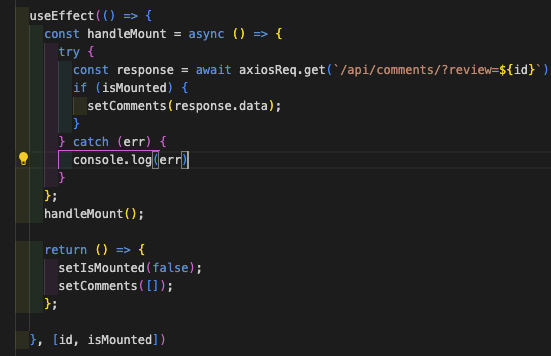 useEffect(() => {
const handleMount = async () => {
try {
const response = await axiosReq.get(`/api/comments/?review=${id}`)
if (isMounted) {
setComments(response.data);
}
} catch (err) {
console.log(err)
}
};
handleMount();
return () => {
setIsMounted(false);
setComments([]);
};
}, [id, isMounted])